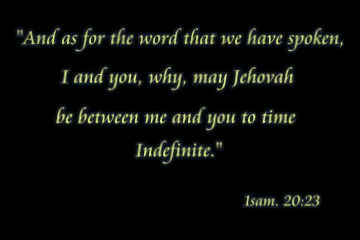 "And as for the word that we have spoken,
I and you, why, may Jehovah
be between me and you to time
Indefinite."
1sam. 20:23